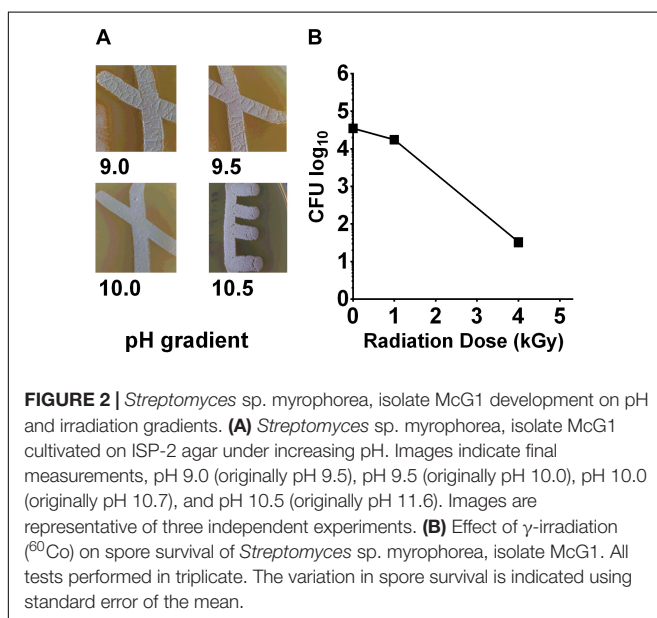 A
B
9.0
9.5
10.0
10.5
pH gradient
CFU log10
6
5
4
3
2
1
0
0 1 2 3 4 5
Radiation Dose (kGy)
FIGURE 2 | Streptomyces sp. myrophorea, isolate McG1 development on pH
and irradiation gradients. (A) Streptomyces sp. myrophorea, isolate McG1
cultivated on ISP-2 agar under increasing pH. Images indicate final
measurements, pH 9.0 (originally pH 9.5), pH 9.5 (originally pH 10.0), pH 10.0
(originally pH 10.7), and pH 10.5 (originally pH 11.6). Images are
representative of three independent experiments. (B) Effect of γ-irradiation
(60Co) on spore survival of Streptomyces sp. myrophorea, isolate McG1. All
tests performed in triplicate. The variation in spore survival is indicated using
standard error of the mean.